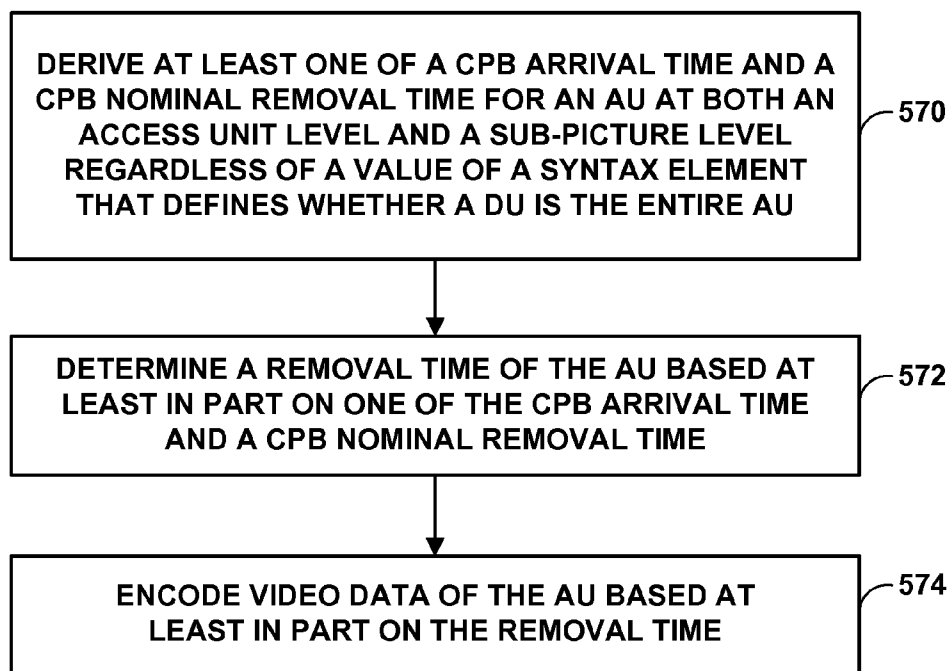 DERIVE AT LEAST ONE OF A CPB ARRIVAL TIME AND A
CPB NOMINAL REMOVAL TIME FOR AN AU AT BOTH AN
ACCESS UNIT LEVEL AND A SUB-PICTURE LEVEL
REGARDLESS OF A VALUE OF A SYNTAX ELEMENT
THAT DEFINES WHETHER A DU IS THE ENTIRE AU
570
DETERMINE A REMOVAL TIME OF THE AU BASED AT
LEAST IN PART ON ONE OF THE CPB ARRIVAL TIME
AND A CPB NOMINAL REMOVAL TIME
572
ENCODE VIDEO DATA OF THE AU BASED AT
LEAST IN PART ON THE REMOVAL TIME
574